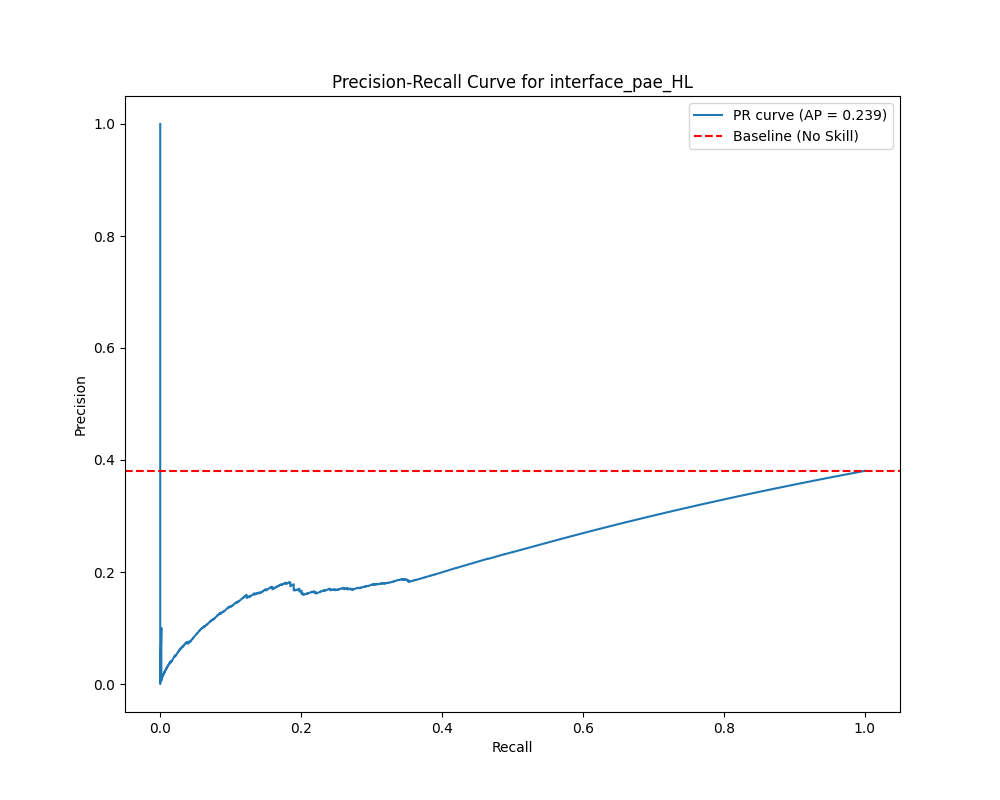 Precision-Recall Curve for interface_pae_HL
PR curve (AP = 0.239)
Baseline (No Skill)
1.0
0.8
0.6
0.4
0.2
0.0
Precision
0.0 0.2 0.4 0.6 0.8 1.0
Recall